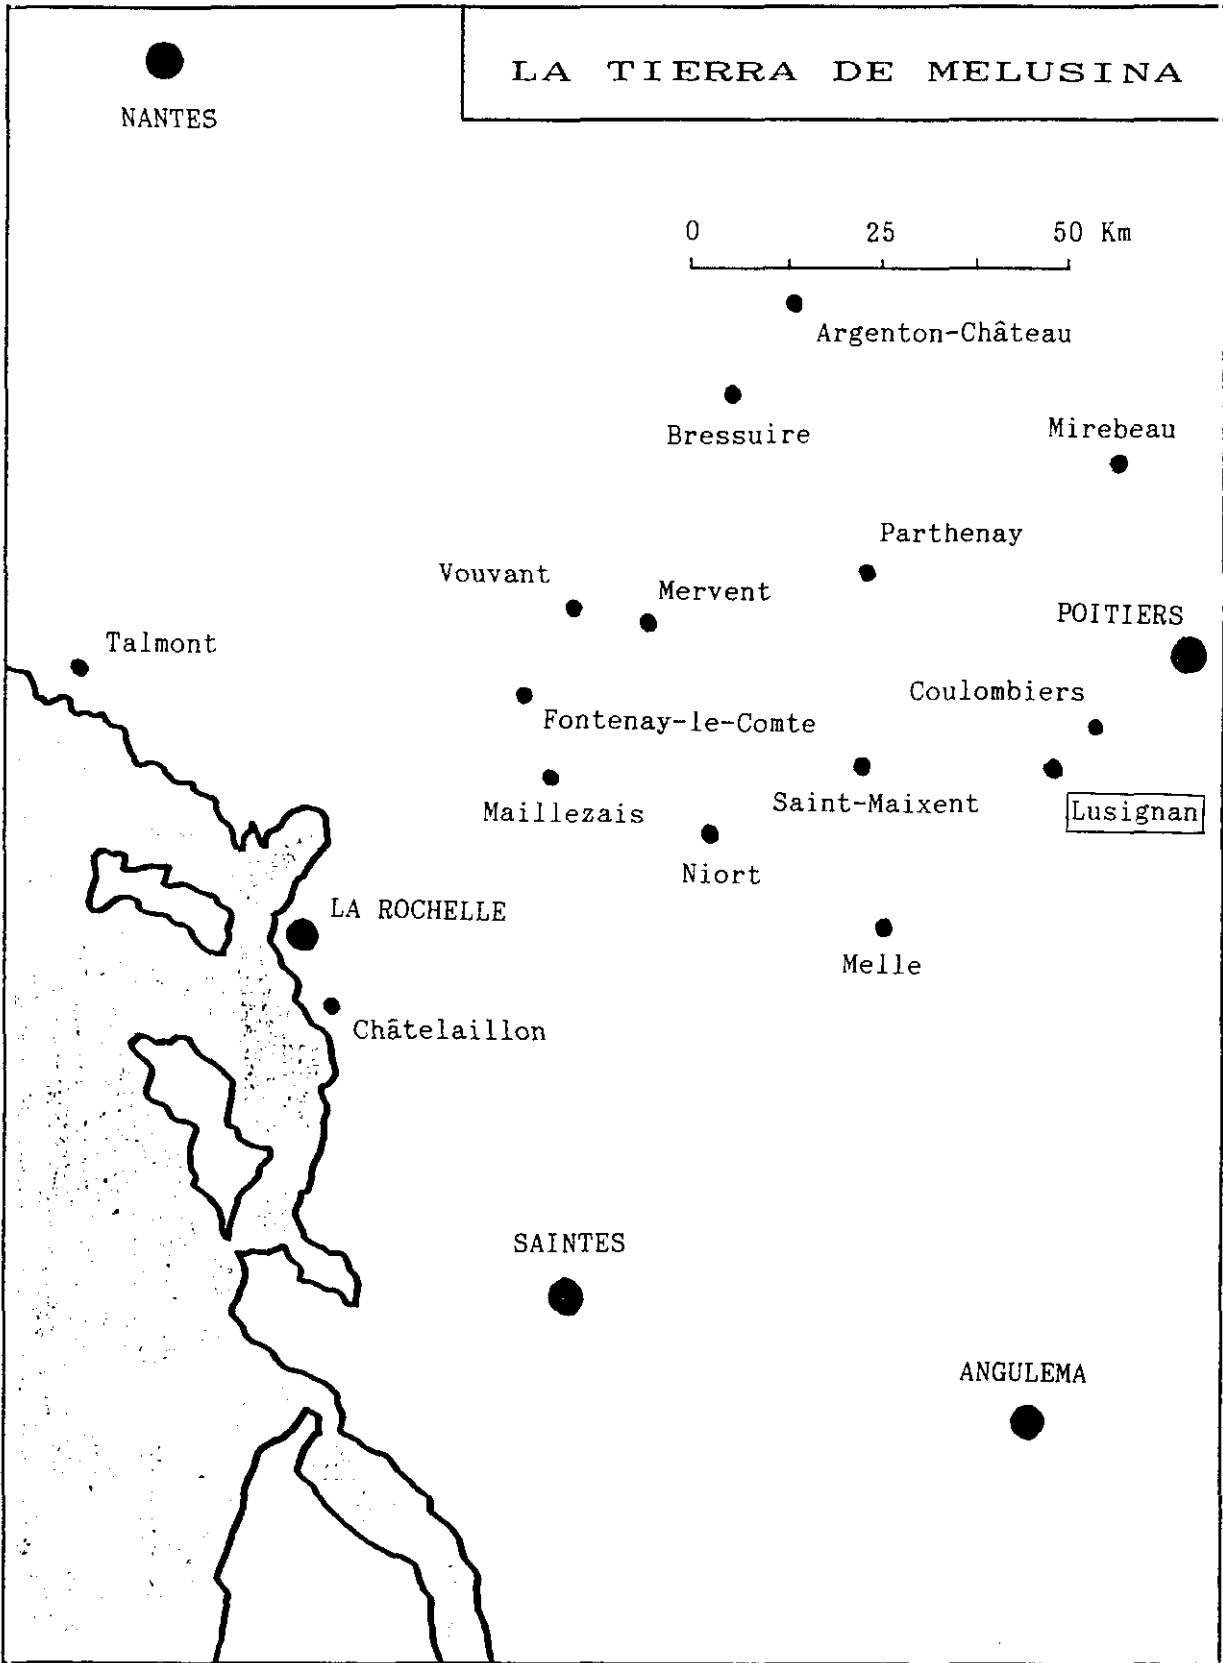 LA TIERRA DE MELUSINA
NANTES
0 25 50 Km
Argenton-Château
Bressuire
Mirebeau
Parthenay
Vouvant
Mervent
POITIERS
Talmont
Coulombiers
Fontenay-le-Comte
Saint-Maixent
Lusignan
Maillezais
Niort
LA ROCHELLE
Melle
Châtelaillon
SAINTES
ANGULEMA